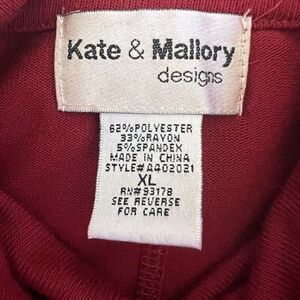 Kate & Mallory
designs
62%POLYESTER
33%RAYON
5%SPANDEX
MADE IN CHINA
STYLE#A402021
XL
RN#93178
SEE REVERSE
FOR CARE